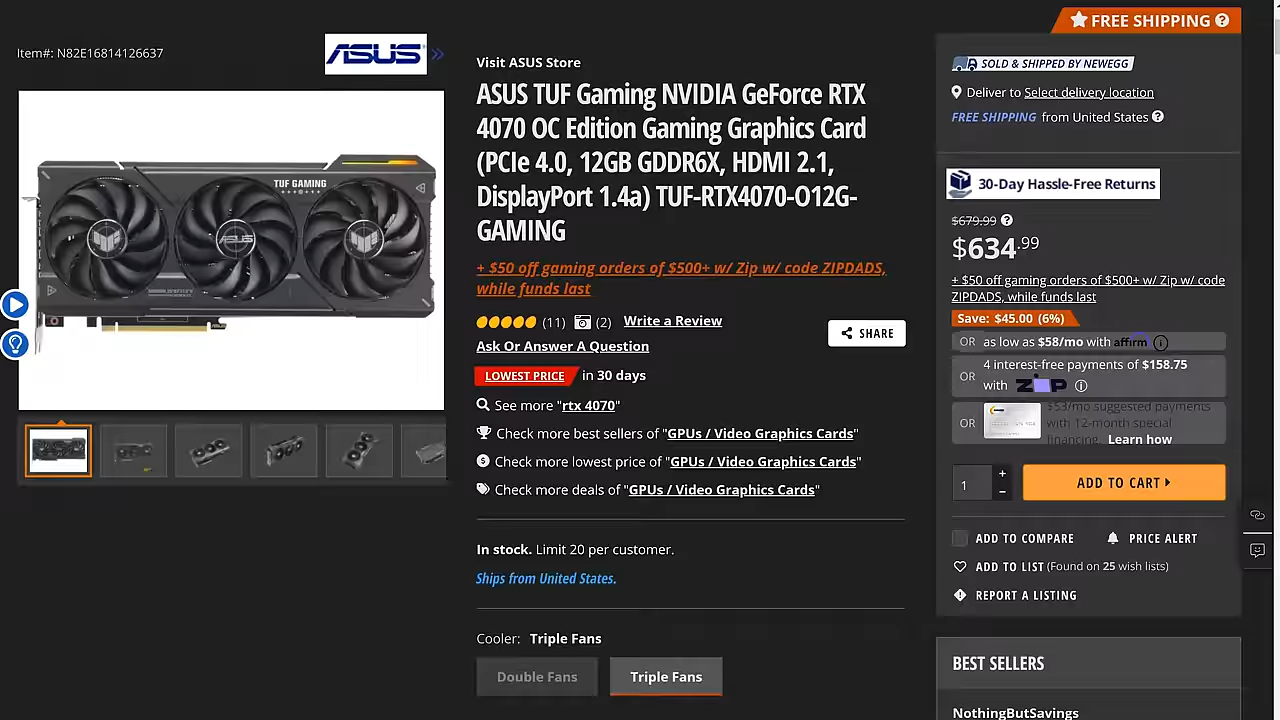 FREE SHIPPING ?
Item#: N82E16814126637
ASUS
TUF GAMING
ASUS
Visit ASUS Store
ASUS TUF Gaming NVIDIA GeForce RTX
4070 OC Edition Gaming Graphics Card
(PCIe 4.0, 12GB GDDR6X, HDMI 2.1,
DisplayPort 1.4a) TUF-RTX4070-O12G-
GAMING
+ $50 off gaming orders of $500+ w/ Zip w/ code ZIPDADS,
while funds last
(11) (2) Write a Review
Ask Or Answer A Question
SHARE
LOWEST PRICE in 30 days
See more "rtx 4070"
Check more best sellers of "GPUs / Video Graphics Cards"
Check more lowest price of "GPUs / Video Graphics Cards"
Check more deals of "GPUs / Video Graphics Cards"
In stock. Limit 20 per customer.
Ships from United States.
Cooler: Triple Fans
Double Fans
Triple Fans
SOLD & SHIPPED BY NEWEGG
Deliver to Select delivery location
FREE SHIPPING from United States ?
30-Day Hassle-Free Returns
$679.99 ?
$634.99
+ $50 off gaming orders of $500+ w/ Zip w/ code
ZIPDADS, while funds last
Save: $45.00 (6%)
OR as low as $58/mo with affirm
OR 4 interest-free payments of $158.75
with ZIP
OR $53/mo suggested payments
with 12-month special
financing. Learn how
1 + -
ADD TO CART
ADD TO COMPARE
PRICE ALERT
ADD TO LIST (Found on 25 wish lists)
REPORT A LISTING
BEST SELLERS
NothingButSavings